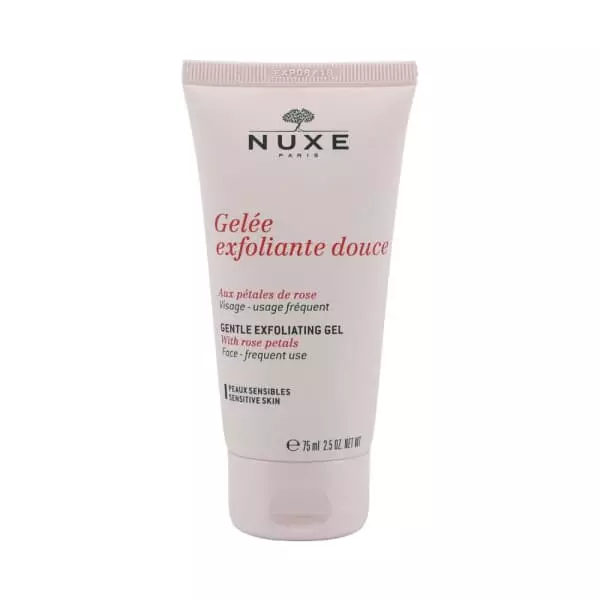 NUXE
PARIS
Gelée
exfoliante douce
Aux pétales de rose
Visage - usage fréquent
GENTLE EXFOLIATING GEL
With rose petals
Face - frequent use
PEAUX SENSIBLES
SENSITIVE SKIN
℮ 75 ml 2.5 OZ. NET WT